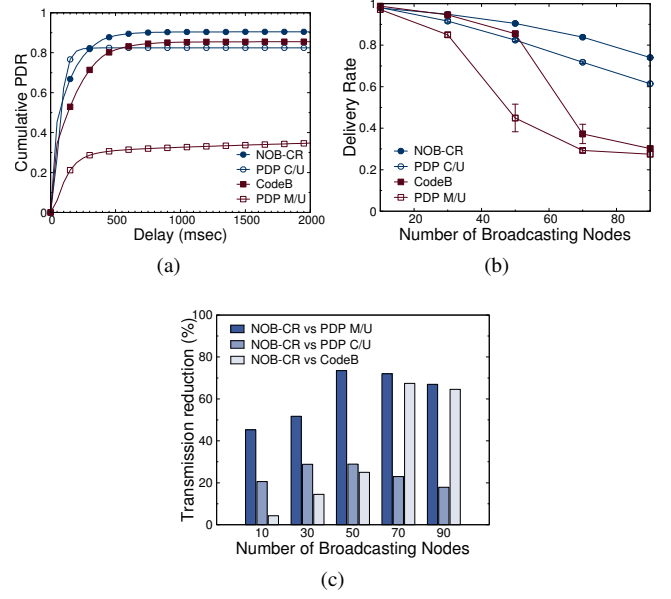 1
0.8
0.6
0.4
0.2
0
Cumulative PDR
NOB-CR
PDP C/U
CodeB
PDP M/U
0 500 1000 1500 2000
Delay (msec)
(a)
1
0.8
0.6
0.4
0.2
0
Delivery Rate
NOB-CR
PDP C/U
CodeB
PDP M/U
20 40 60 80
Number of Broadcasting Nodes
(b)
100
80
60
40
20
0
Transmission reduction (%)
NOB-CR vs PDP M/U
NOB-CR vs PDP C/U
NOB-CR vs CodeB
10 30 50 70 90
Number of Broadcasting Nodes
(c)